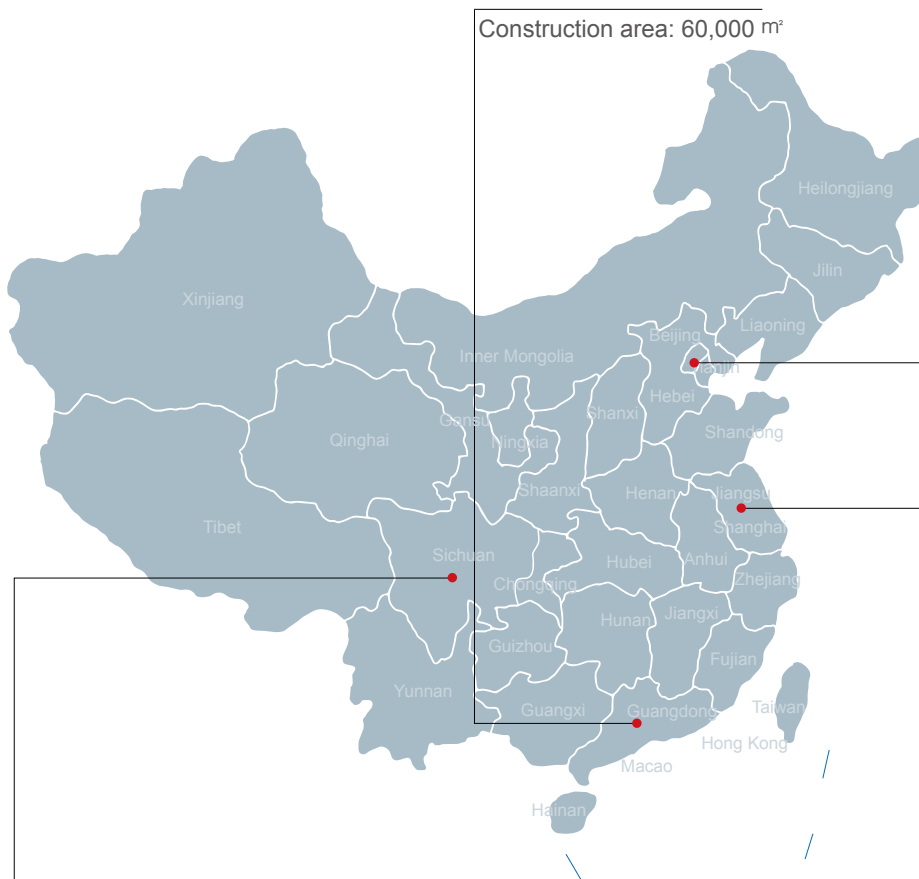 Construction area: 60,000 m²
Heilongjiang
Jilin
Xinjiang
Liaoning
Beijing
Inner Mongolia
Tianjin
Hebei
Shanxi
Gansu
Shandong
Qinghai
Ningxia
Shaanxi
Henan
Jiangsu
Tibet
Shanghai
Sichuan
Hubei
Anhui
Chongqing
Zhejiang
Jiangxi
Hunan
Guizhou
Fujian
Yunnan
Guangxi
Guangdong
Taiwan
Hong Kong
Macao
Hainan